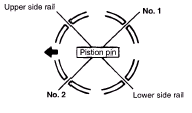 Upper side rail
No. 1
Pistion pin
No. 2
Lower side rail